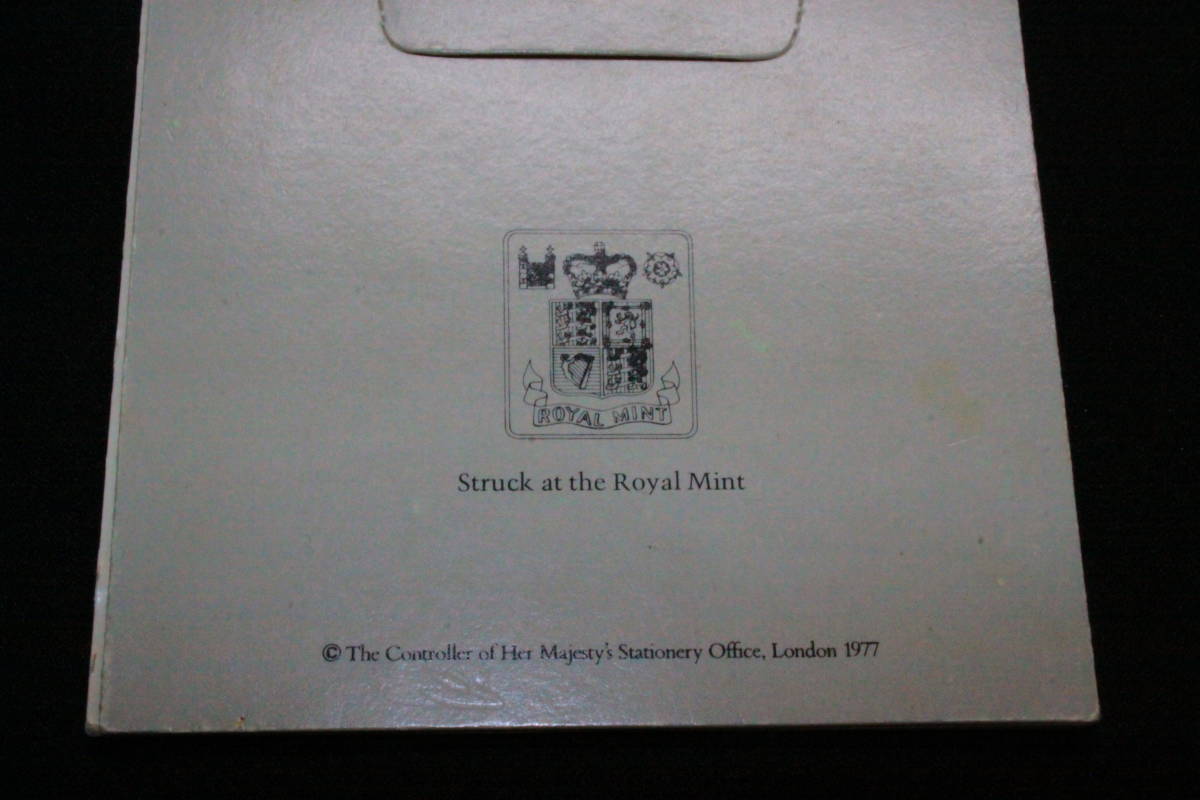 ROYAL MINT
Struck at the Royal Mint
© The Controller of Her Majesty's Stationery Office, London 1977